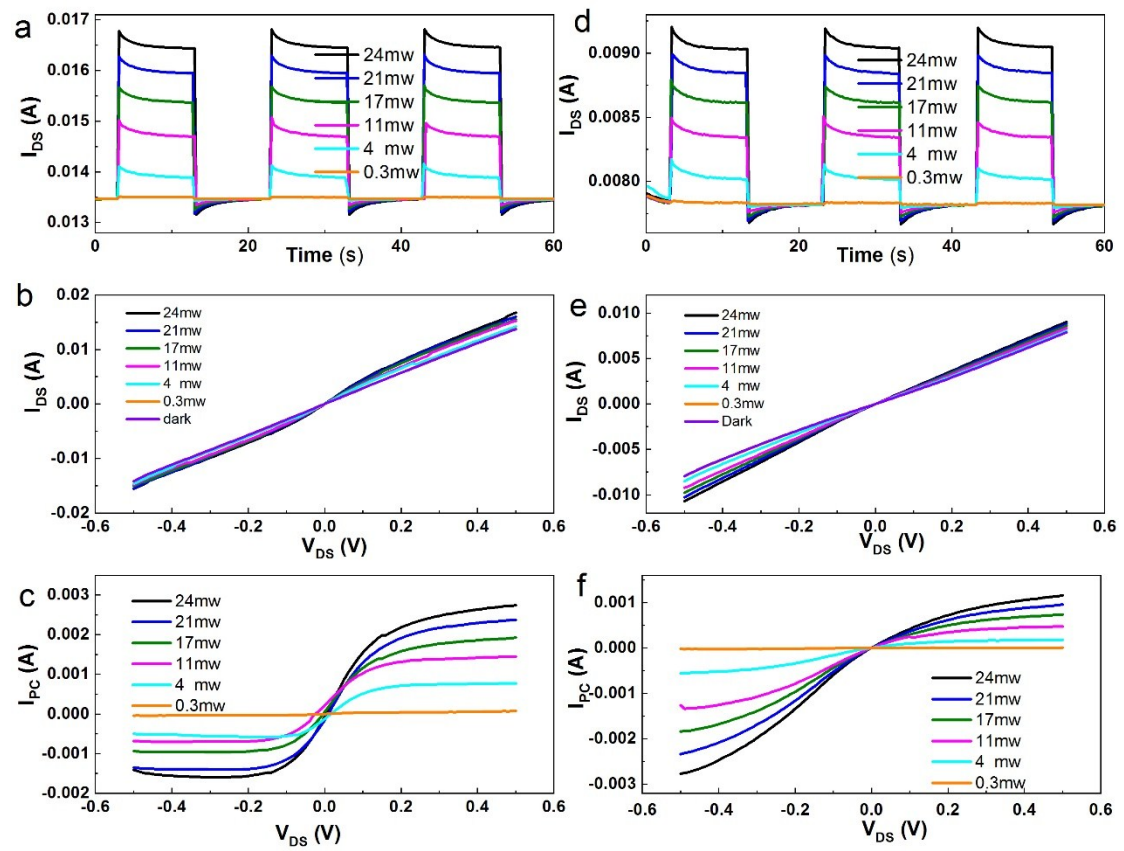 a
0.017
0.016
0.015
0.014
0.013
I_DS (A)
24mw
21mw
17mw
11mw
4 mw
0.3mw
0
20
40
60
Time (s)
d
0.0090
0.0085
0.0080
I_DS (A)
24mw
21mw
17mw
11mw
4 mw
0.3mw
0
20
40
60
Time (s)
b
0.02
0.01
0.00
-0.01
-0.02
I_DS (A)
24mw
21mw
17mw
11mw
4 mw
0.3mw
dark
-0.6
-0.4
-0.2
0.0
0.2
0.4
0.6
V_DS (V)
e
0.010
0.005
0.000
-0.005
-0.010
I_DS (A)
24mw
21mw
17mw
11mw
4 mw
0.3mw
Dark
-0.6
-0.4
-0.2
0.0
0.2
0.4
0.6
V_DS (V)
c
0.003
0.002
0.001
0.000
-0.001
-0.002
I_PC (A)
24mw
21mw
17mw
11mw
4 mw
0.3mw
-0.6
-0.4
-0.2
0.0
0.2
0.4
0.6
V_DS (V)
f
0.001
0.000
-0.001
-0.002
-0.003
I_PC (A)
24mw
21mw
17mw
11mw
4 mw
0.3mw
-0.6
-0.4
-0.2
0.0
0.2
0.4
0.6
V_DS (V)